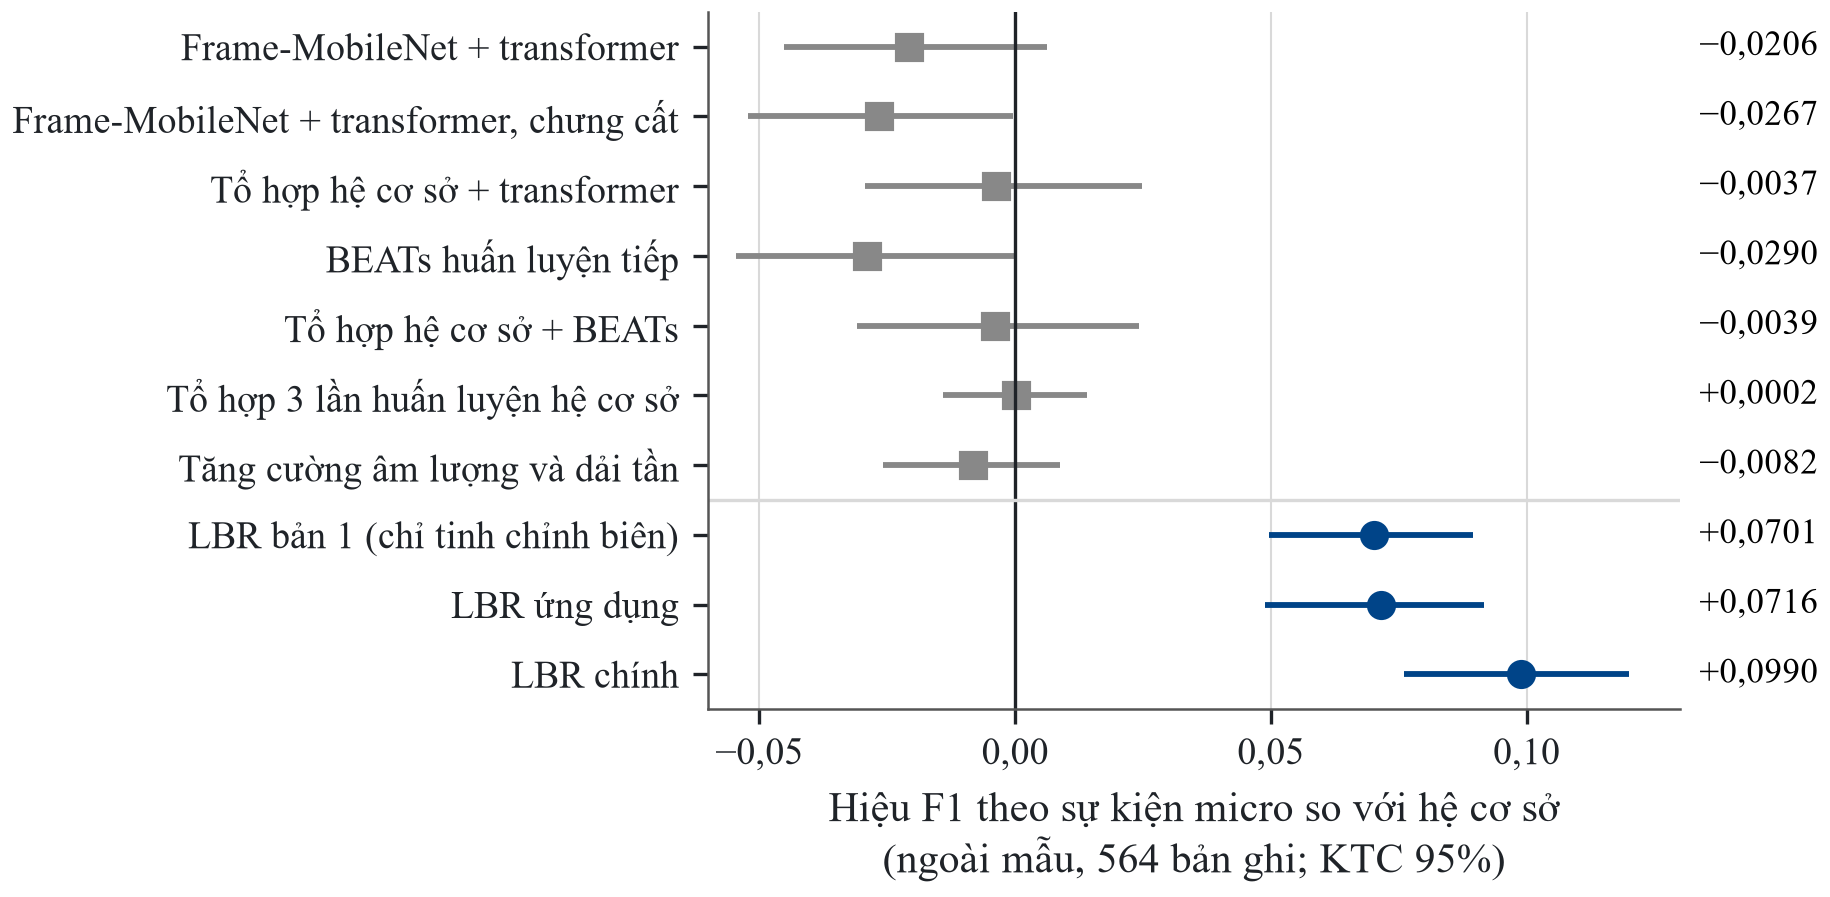 Frame-MobileNet + transformer −0,0206
Frame-MobileNet + transformer, chưng cất −0,0267
Tổ hợp hệ cơ sở + transformer −0,0037
BEATs huấn luyện tiếp −0,0290
Tổ hợp hệ cơ sở + BEATs −0,0039
Tổ hợp 3 lần huấn luyện hệ cơ sở +0,0002
Tăng cường âm lượng và dải tần −0,0082
LBR bản 1 (chỉ tinh chỉnh biên) +0,0701
LBR ứng dụng +0,0716
LBR chính +0,0990
−0,05 0,00 0,05 0,10
Hiệu F1 theo sự kiện micro so với hệ cơ sở
(ngoài mẫu, 564 bản ghi; KTC 95%)